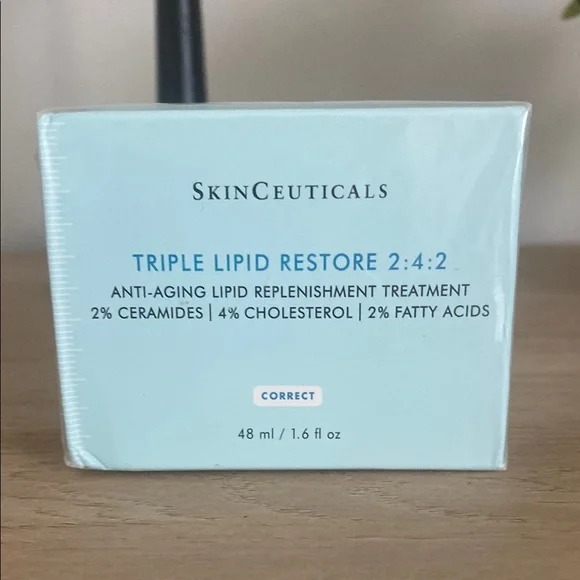 SKINCEUTICALS
TRIPLE LIPID RESTORE 2:4:2
ANTI-AGING LIPID REPLENISHMENT TREATMENT
2% CERAMIDES | 4% CHOLESTEROL | 2% FATTY ACIDS
CORRECT
48 ml / 1.6 fl oz